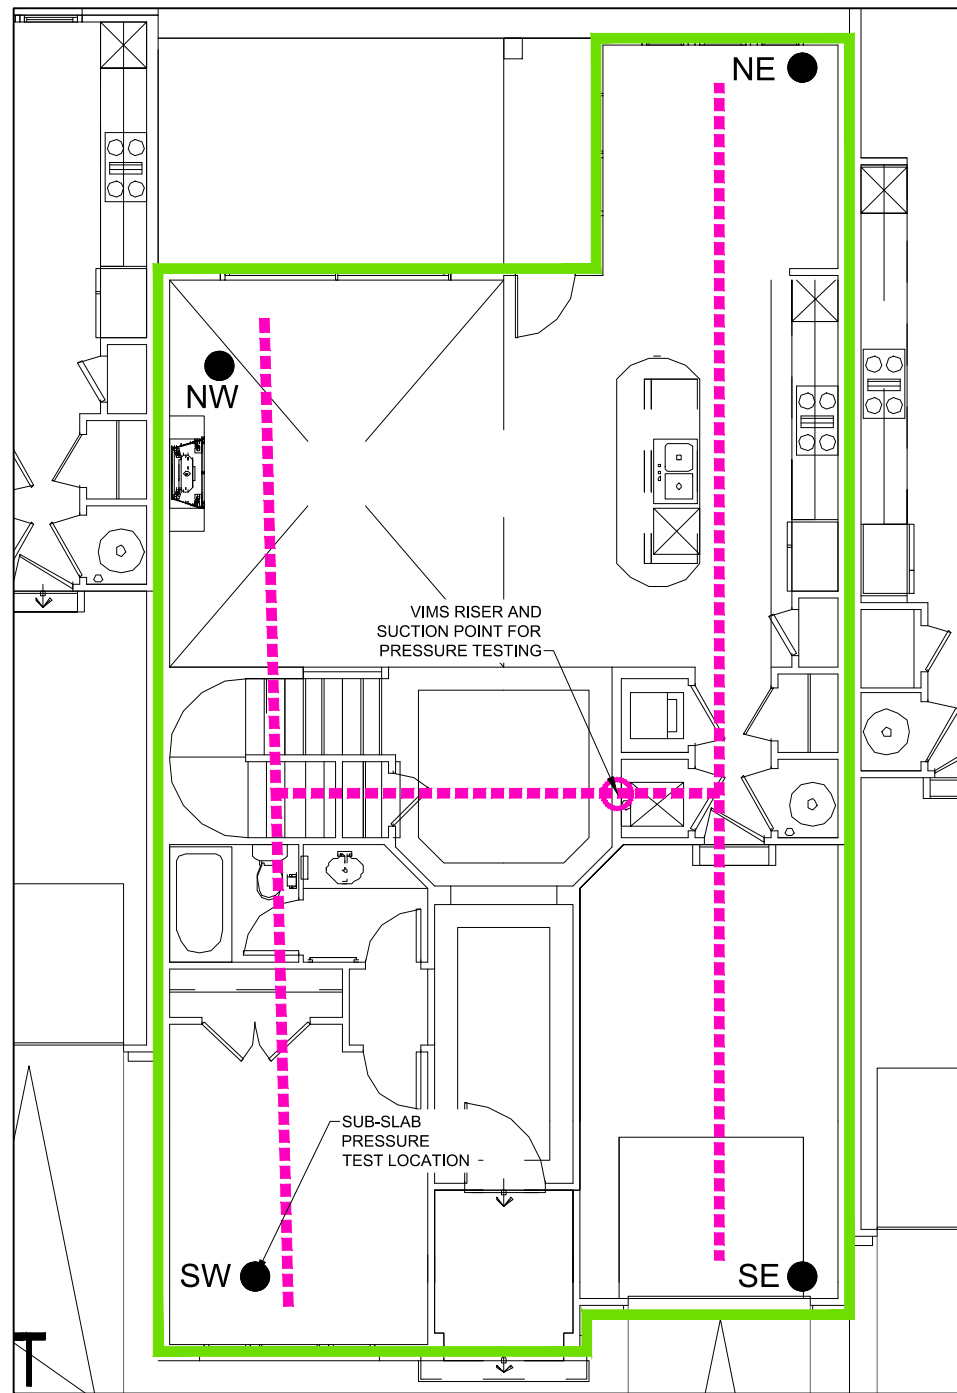 NE
NW
VIMS RISER AND
SUCTION POINT FOR
PRESSURE TESTING
SUB-SLAB
PRESSURE
TEST LOCATION
SW
SE
T